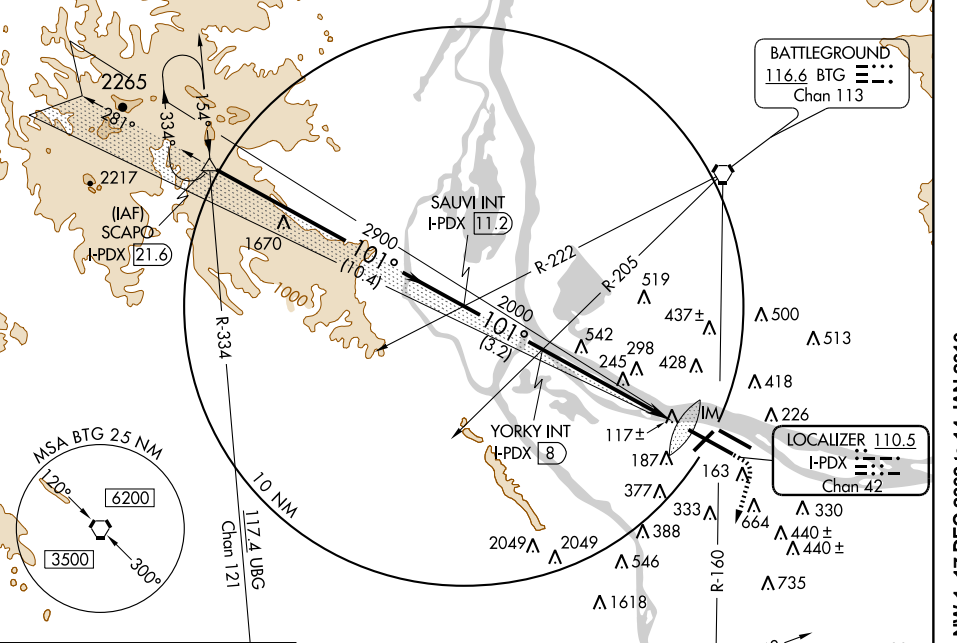 BATTLEGROUND
116.6 BTG
Chan 113
2265
281°
334°
154°
2217
(IAF)
SCAPO
I-PDX 21.6
1670
1000
SAUVI INT
I-PDX 11.2
2900
101°
(10.4)
R-222
R-205
2000
101°
(3.2)
519
437±
500
513
542
298
245
428
418
226
R-334
YORKY INT
I-PDX 8
117±
IM
LOCALIZER 110.5
I-PDX
Chan 42
187
163
377
333
664
330
388
440±
440±
2049
2049
546
735
1618
R-160
10 NM
117.4 UBG
Chan 121
MSA BTG 25 NM
120°
6200
3500
300°